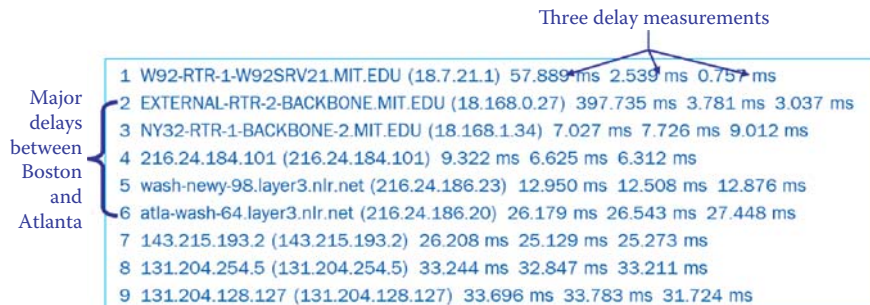 Three delay measurements
1 W92-RTR-1-W92SRV21.MIT.EDU (18.7.21.1) 57.889 ms 2.539 ms 0.757 ms
2 EXTERNAL-RTR-2-BACKBONE.MIT.EDU (18.168.0.27) 397.735 ms 3.781 ms 3.037 ms
3 NY32-RTR-1-BACKBONE-2.MIT.EDU (18.168.1.34) 7.027 ms 7.726 ms 9.012 ms
4 216.24.184.101 (216.24.184.101) 9.322 ms 6.625 ms 6.312 ms
5 wash-newy-98.layer3.nlr.net (216.24.186.23) 12.950 ms 12.508 ms 12.876 ms
6 atla-wash-64.layer3.nlr.net (216.24.186.20) 26.179 ms 26.543 ms 27.448 ms
7 143.215.193.2 (143.215.193.2) 26.208 ms 25.129 ms 25.273 ms
8 131.204.254.5 (131.204.254.5) 33.244 ms 32.847 ms 33.211 ms
9 131.204.128.127 (131.204.128.127) 33.696 ms 33.783 ms 31.724 ms
Major
delays
between
Boston
and
Atlanta